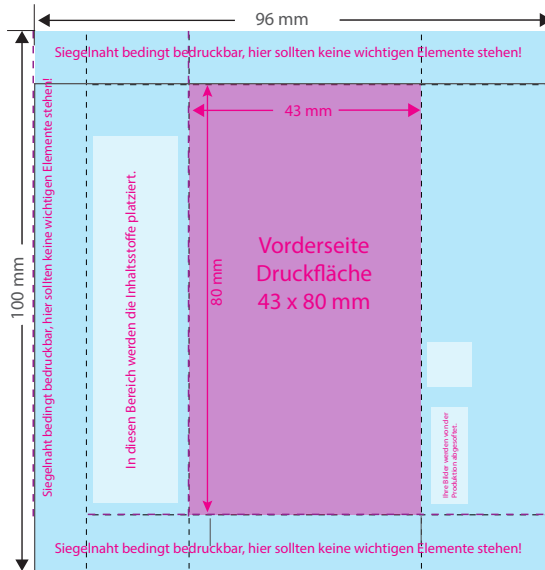 96 mm
Siegelnaht bedingt bedruckbar, hier sollten keine wichtigen Elemente stehen!
Siegelnaht bedingt bedruckbar, hier sollten keine wichtigen Elemente stehen!
100 mm
In diesen Bereich werden die Inhaltsstoffe platziert.
43 mm
80 mm
Vorderseite
Druckfläche
43 x 80 mm
Ihre Bilder werden von der
Produktion abgesoftet.
Siegelnaht bedingt bedruckbar, hier sollten keine wichtigen Elemente stehen!